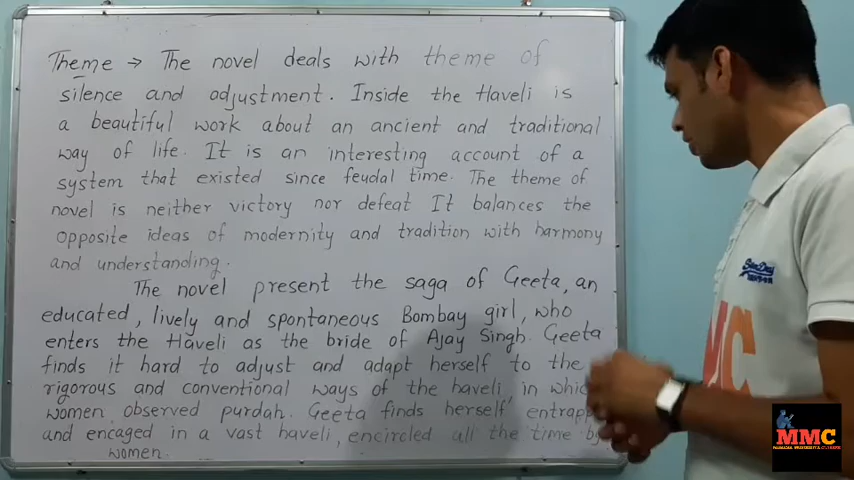 Theme → The novel deals with theme of
silence and adjustment. Inside the Haveli is
a beautiful work about an ancient and traditional
way of life. It is an interesting account of a
system that existed since feudal time. The theme of
novel is neither victory nor defeat It balances the
opposite ideas of modernity and tradition with harmony
and understanding.
The novel present the saga of Geeta, an
educated, lively and spontaneous Bombay girl, who
enters the Haveli as the bride of Ajay Singh. Geeta
finds it hard to adjust and adapt herself to the
rigorous and conventional ways of the haveli in
women observed purdah. Geeta finds herself
and encaged in a vast haveli, encircled all the time
women.
MMC